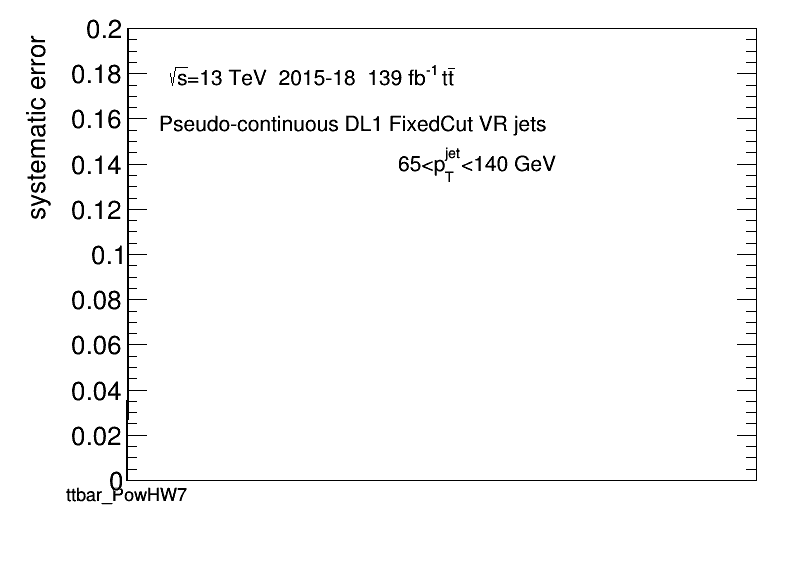 systematic error
0.2
0.18
0.16
0.14
0.12
0.1
0.08
0.06
0.04
0.02
0
√s=13 TeV 2015-18 139 fb⁻¹ tt̄
Pseudo-continuous DL1 FixedCut VR jets
65<p_T^jet<140 GeV
ttbar_PowHW7